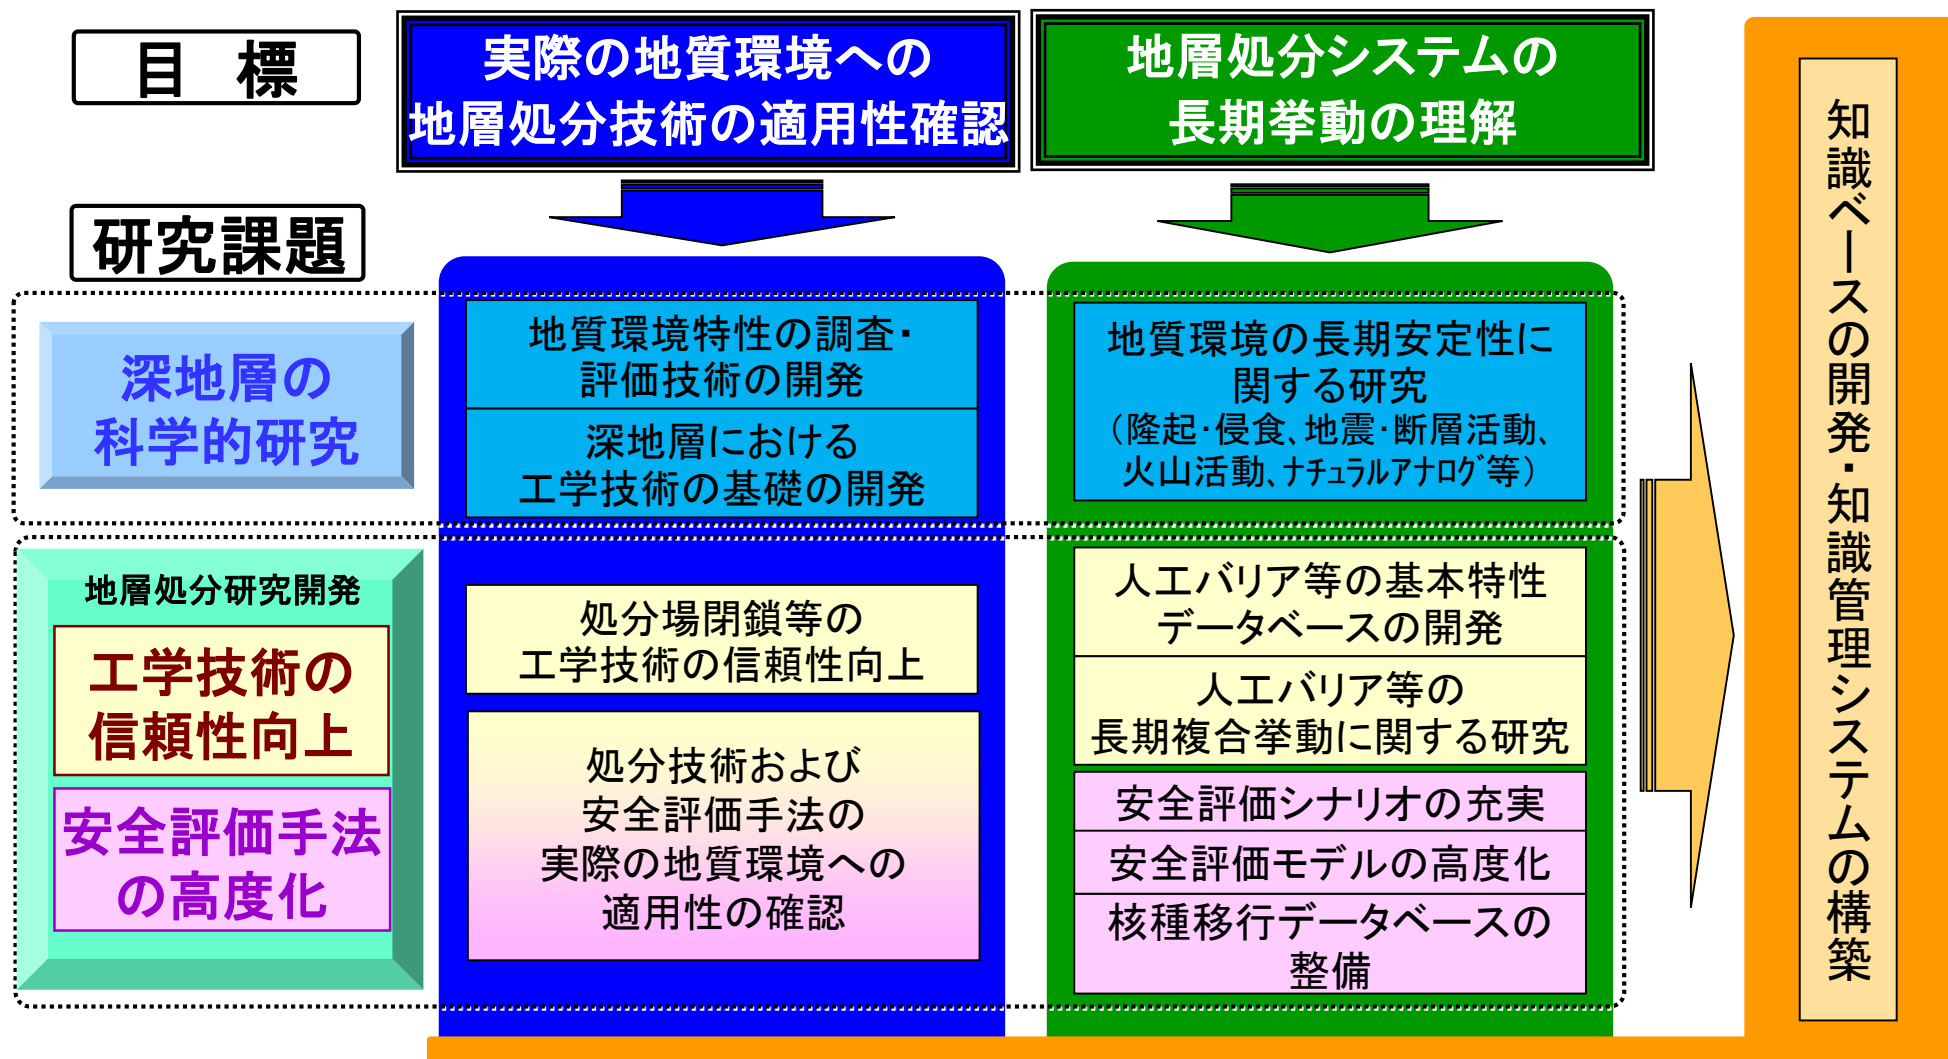 目　標
実際の地質環境への
地層処分技術の適用性確認
地層処分システムの
長期挙動の理解
研究課題
深地層の
科学的研究
地質環境特性の調査・
評価技術の開発
深地層における
工学技術の基礎の開発
地質環境の長期安定性に
関する研究
（隆起・侵食、地震・断層活動、
火山活動、ナチュラルアナログ等）
地層処分研究開発
工学技術の
信頼性向上
安全評価手法
の高度化
処分場閉鎖等の
工学技術の信頼性向上
処分技術および
安全評価手法の
実際の地質環境への
適用性の確認
人工バリア等の基本特性
データベースの開発
人工バリア等の
長期複合挙動に関する研究
安全評価シナリオの充実
安全評価モデルの高度化
核種移行データベースの
整備
知識ベースの開発・知識管理システムの構築